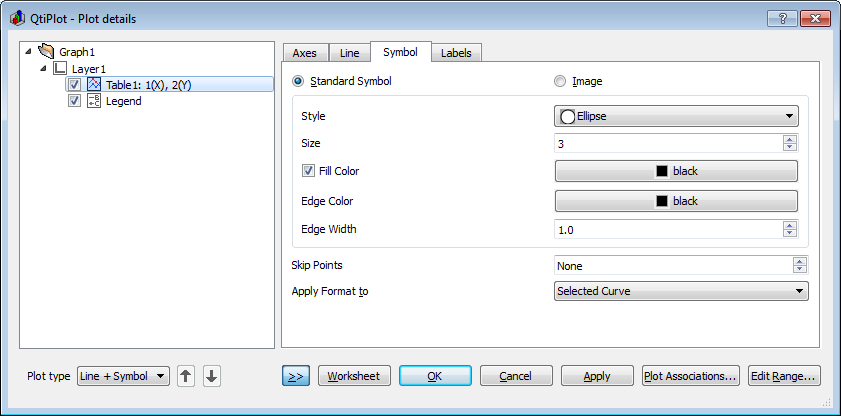 QtiPlot - Plot details
Graph1
Layer1
Table1: 1(X), 2(Y)
Legend
Axes Line Symbol Labels
Standard Symbol Image
Style Ellipse
Size 3
Fill Color black
Edge Color black
Edge Width 1.0
Skip Points None
Apply Format to Selected Curve
Plot type Line + Symbol >> Worksheet OK Cancel Apply Plot Associations... Edit Range...